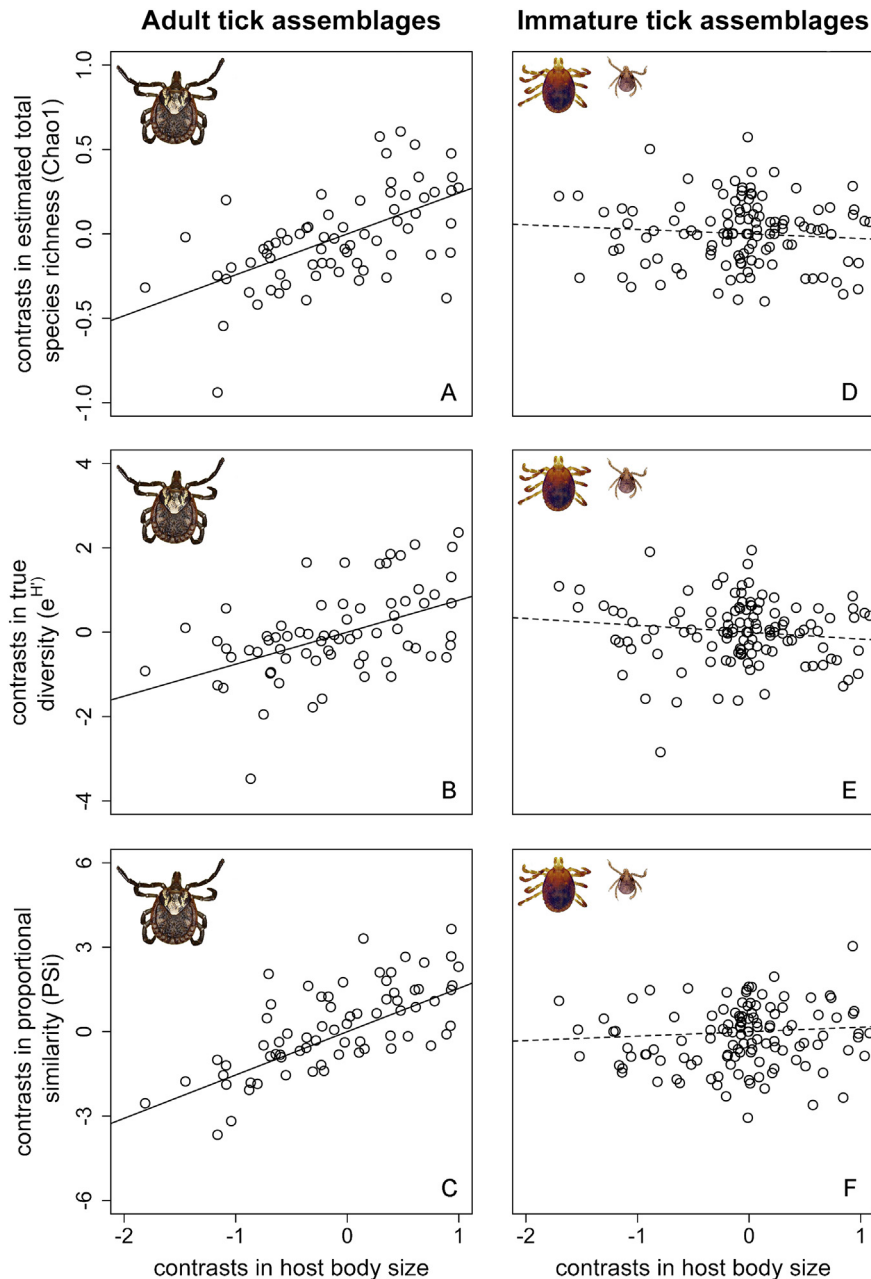 Adult tick assemblages
Immature tick assemblages
contrasts in estimated total
species richness (Chao1)
1.0
0.5
0.0
-0.5
-1.0
A
D
contrasts in true
diversity (e^H')
4
2
0
-2
-4
B
E
contrasts in proportional
similarity (PSi)
6
3
0
-3
-6
C
F
-2 -1 0 1
-2 -1 0 1
contrasts in host body size
contrasts in host body size